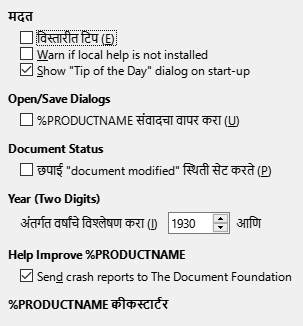 मदत
विस्तारीत टिप (E)
Warn if local help is not installed
Show "Tip of the Day" dialog on start-up
Open/Save Dialogs
%PRODUCTNAME संवादचा वापर करा (U)
Document Status
छपाई "document modified" स्थिती सेट करते (P)
Year (Two Digits)
अंतर्गत वर्षांचे विश्लेषण करा (I) 1930 आणि
Help Improve %PRODUCTNAME
Send crash reports to The Document Foundation
%PRODUCTNAME क्वीकस्टार्टर